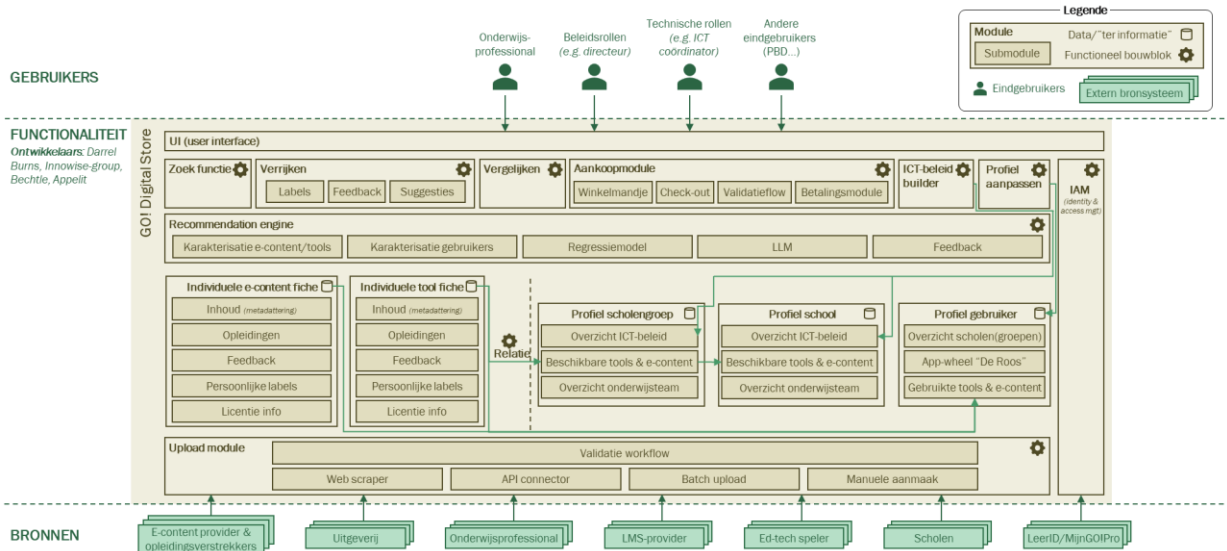 Legende
Module
Data/"ter informatie"
Submodule
Functioneel bouwblok
Eindgebruikers
Extern bronsysteem
GEBRUIKERS
Onderwijs-
professional
Beleidsrollen
(e.g. directeur)
Technische rollen
(e.g. ICT
coördinator)
Andere
eindgebruikers
(PBD...)
FUNCTIONALITEIT
Ontwikkelaars: Darrel
Burns, Innowise-group,
Bechtle, Appelit
GO! Digital Store
UI (user interface)
Zoek functie
Verrijken
Labels
Feedback
Suggesties
Vergelijken
Aankoopmodule
Winkelmandje
Check-out
Validatieflow
Betalingsmodule
ICT-beleid
builder
Profiel
aanpassen
IAM
(identity &
access mgt)
Recommendation engine
Karakterisatie e-content/tools
Karakterisatie gebruikers
Regressiemodel
LLM
Feedback
Individuele e-content fiche
Inhoud (metadattering)
Opleidingen
Feedback
Persoonlijke labels
Licentie info
Individuele tool fiche
Inhoud (metadattering)
Opleidingen
Feedback
Persoonlijke labels
Licentie info
Relatie
Profiel scholengroep
Overzicht ICT-beleid
Beschikbare tools & e-content
Overzicht onderwijsteam
Profiel school
Overzicht ICT-beleid
Beschikbare tools & e-content
Overzicht onderwijsteam
Profiel gebruiker
Overzicht scholen(groepen)
App-wheel "De Roos"
Gebruikte tools & e-content
Upload module
Validatie workflow
Web scraper
API connector
Batch upload
Manuele aanmaak
BRONNEN
E-content provider &
opleidingsverstrekkers
Uitgeverij
Onderwijsprofessional
LMS-provider
Ed-tech speler
Scholen
LeerID/MijnGO!Pro